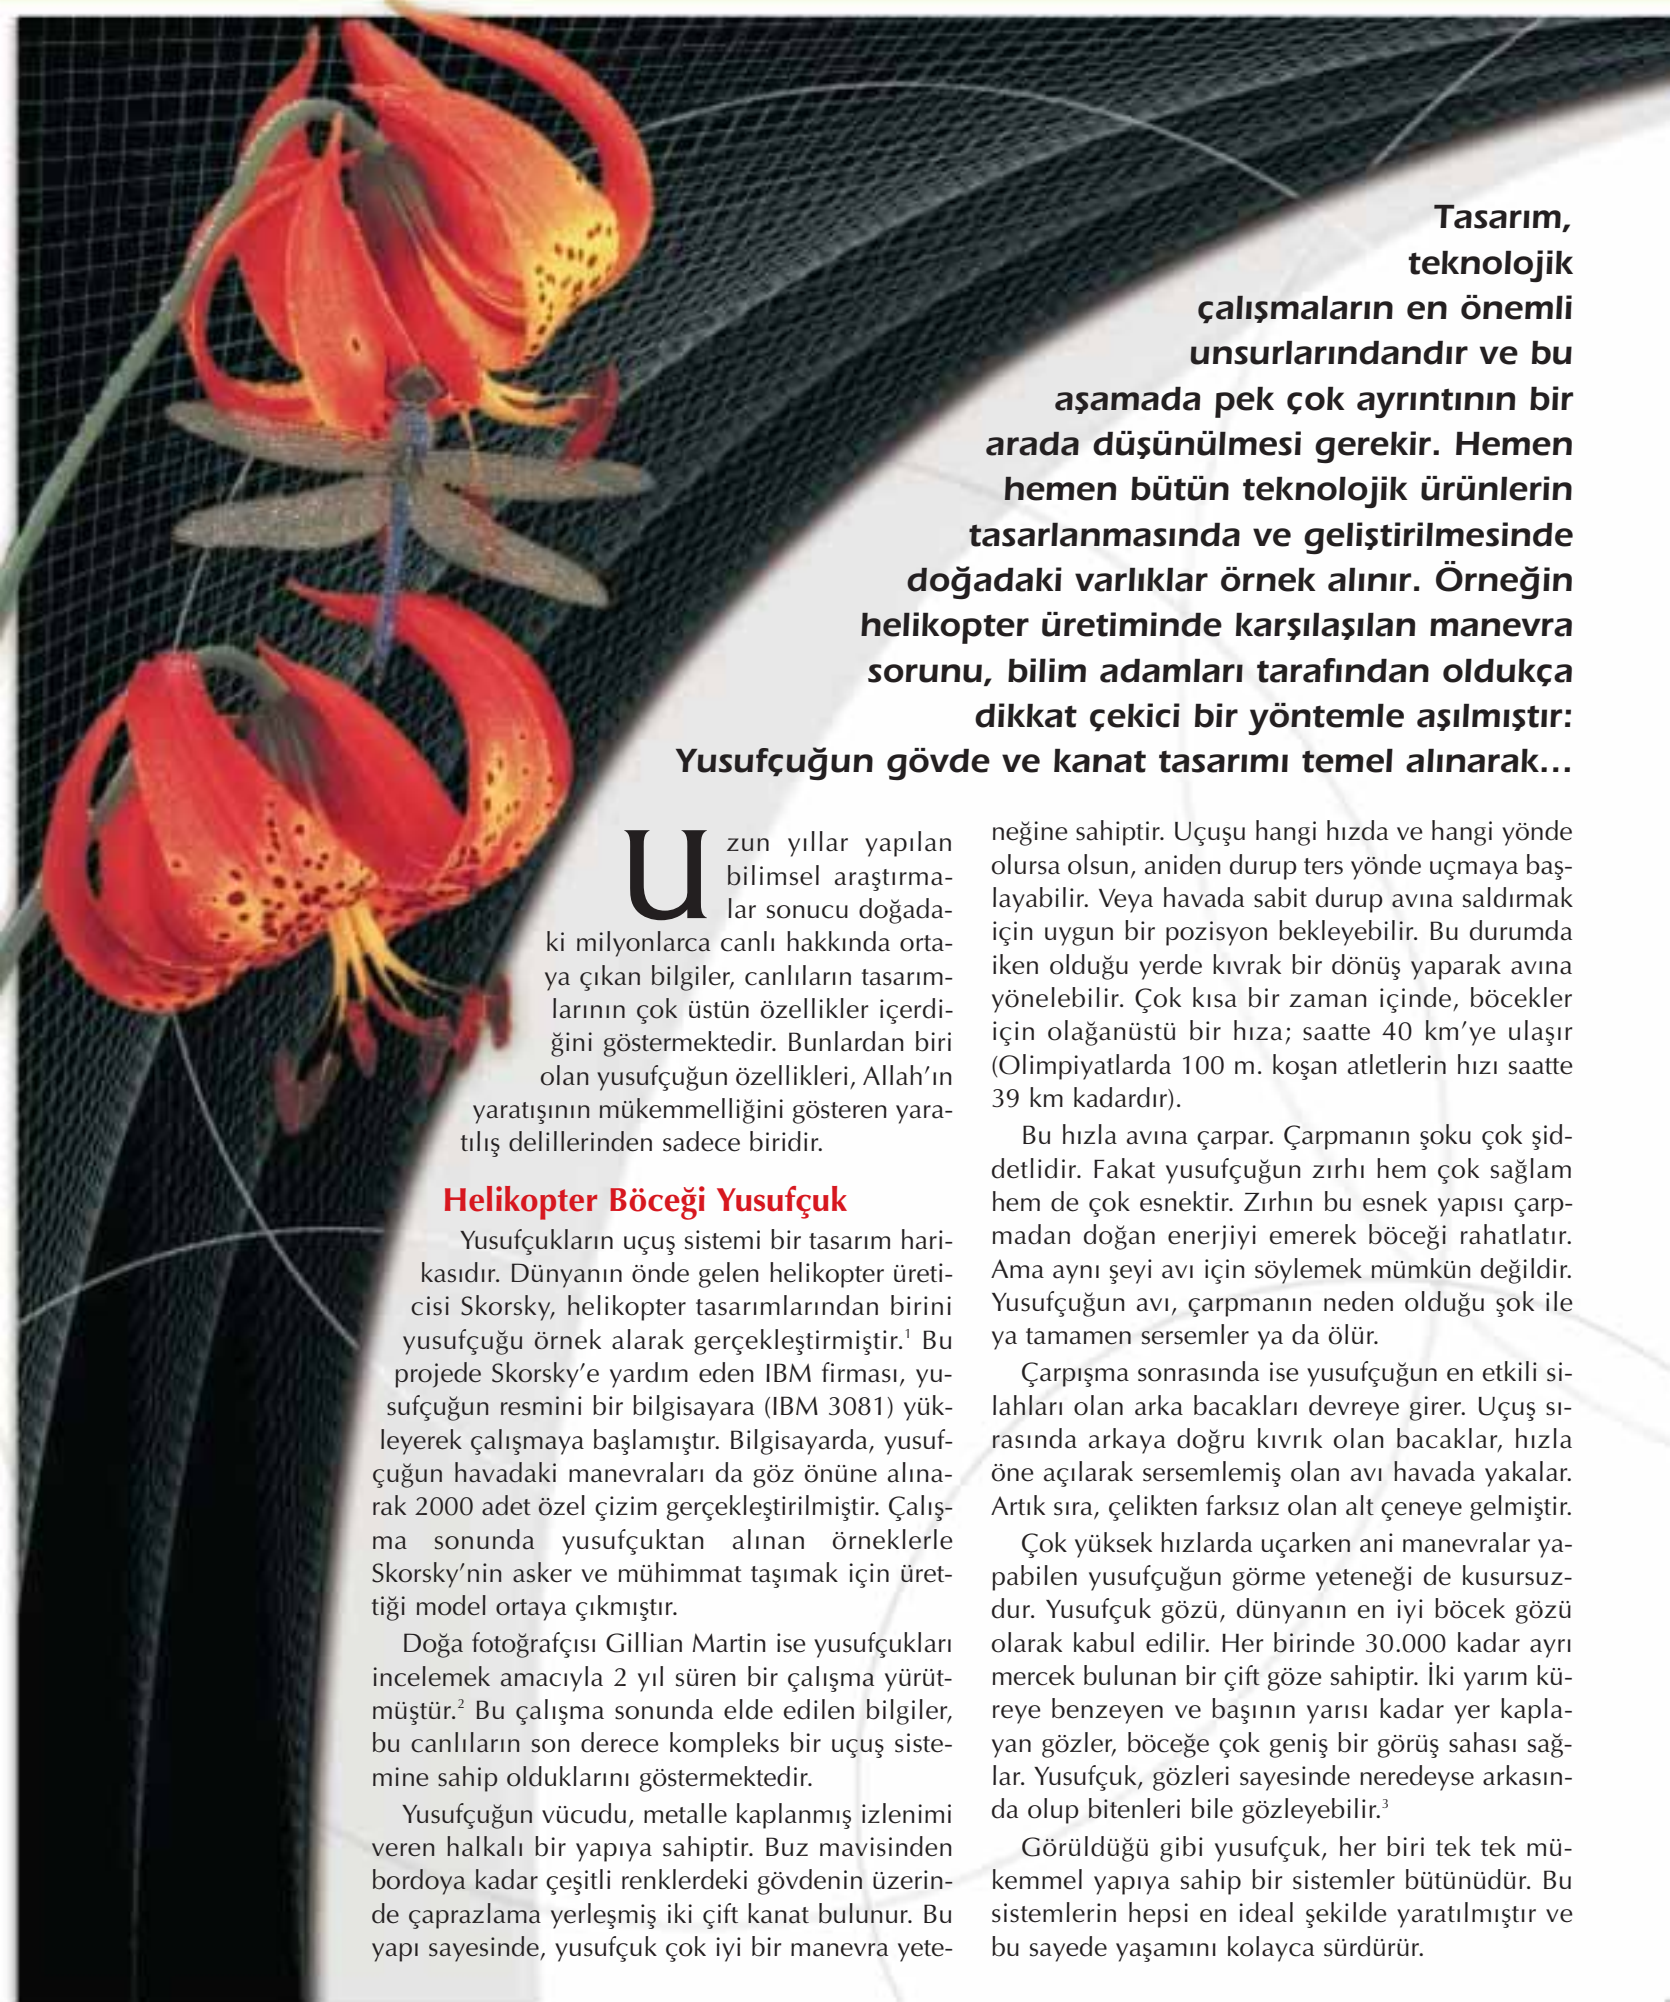 Tasarım,
teknolojik
çalışmaların en önemli
unsurlarındandır ve bu
aşamada pek çok ayrıntının bir
arada düşünülmesi gerekir. Hemen
hemen bütün teknolojik ürünlerin
tasarlanmasında ve geliştirilmesinde
doğadaki varlıklar örnek alınır. Örneğin
helikopter üretiminde karşılaşılan manevra
sorunu, bilim adamları tarafından oldukça
dikkat çekici bir yöntemle aşılmıştır:
Yusufçuğun gövde ve kanat tasarımı temel alınarak...
Uzun yıllar yapılan
bilimsel araştırma-
lar sonucu doğada-
ki milyonlarca canlı hakkında orta-
ya çıkan bilgiler, canlıların tasarım-
larının çok üstün özellikler içerdi-
ğini göstermektedir. Bunlardan biri
olan yusufçuğun özellikleri, Allah'ın
yaratışının mükemmelliğini gösteren yara-
tılış delillerinden sadece biridir.
Helikopter Böceği Yusufçuk
Yusufçukların uçuş sistemi bir tasarım hari-
kasıdır. Dünyanın önde gelen helikopter üreti-
cisi Skorsky, helikopter tasarımlarından birini
yusufçuğu örnek alarak gerçekleştirmiştir.1 Bu
projede Skorsky'e yardım eden IBM firması, yu-
sufçuğun resmini bir bilgisayara (IBM 3081) yük-
leyerek çalışmaya başlamıştır. Bilgisayarda, yusuf-
çuğun havadaki manevraları da göz önüne alına-
rak 2000 adet özel çizim gerçekleştirilmiştir. Çalış-
ma sonunda yusufçuktan alınan örneklerle
Skorsky'nin asker ve mühimmat taşımak için üret-
tiği model ortaya çıkmıştır.
Doğa fotoğrafçısı Gillian Martin ise yusufçukları
incelemek amacıyla 2 yıl süren bir çalışma yürüt-
müştür.2 Bu çalışma sonunda elde edilen bilgiler,
bu canlıların son derece kompleks bir uçuş siste-
mine sahip olduklarını göstermektedir.
Yusufçuğun vücudu, metalle kaplanmış izlenimi
veren halkalı bir yapıya sahiptir. Buz mavisinden
bordoya kadar çeşitli renklerdeki gövdenin üzerin-
de çaprazlama yerleşmiş iki çift kanat bulunur. Bu
yapı sayesinde, yusufçuk çok iyi bir manevra yete-
neğine sahiptir. Uçuşu hangi hızda ve hangi yönde
olursa olsun, aniden durup ters yönde uçmaya baş-
layabilir. Veya havada sabit durup avına saldırmak
için uygun bir pozisyon bekleyebilir. Bu durumda
iken olduğu yerde kıvrak bir dönüş yaparak avına
yönelebilir. Çok kısa bir zaman içinde, böcekler
için olağanüstü bir hıza; saatte 40 km'ye ulaşır
(Olimpiyatlarda 100 m. koşan atletlerin hızı saatte
39 km kadardır).
Bu hızla avına çarpar. Çarpmanın şoku çok şid-
detlidir. Fakat yusufçuğun zırhı hem çok sağlam
hem de çok esnektir. Zırhın bu esnek yapısı çarp-
madan doğan enerjiyi emerek böceği rahatlatır.
Ama aynı şeyi avı için söylemek mümkün değildir.
Yusufçuğun avı, çarpmanın neden olduğu şok ile
ya tamamen sersemler ya da ölür.
Çarpışma sonrasında ise yusufçuğun en etkili si-
lahları olan arka bacakları devreye girer. Uçuş sı-
rasında arkaya doğru kıvrık olan bacaklar, hızla
öne açılarak sersemlemiş olan avı havada yakalar.
Artık sıra, çelikten farksız olan alt çeneye gelmiştir.
Çok yüksek hızlarda uçarken ani manevralar ya-
pabilen yusufçuğun görme yeteneği de kusursuz-
dur. Yusufçuk gözü, dünyanın en iyi böcek gözü
olarak kabul edilir. Her birinde 30.000 kadar ayrı
mercek bulunan bir çift göze sahiptir. İki yarım kü-
reye benzeyen ve başının yarısı kadar yer kapla-
yan gözler, böceğe çok geniş bir görüş sahası sağ-
lar. Yusufçuk, gözleri sayesinde neredeyse arkasın-
da olup bitenleri bile gözleyebilir.3
Görüldüğü gibi yusufçuk, her biri tek tek mü-
kemmel yapıya sahip bir sistemler bütünüdür. Bu
sistemlerin hepsi en ideal şekilde yaratılmıştır ve
bu sayede yaşamını kolayca sürdürür.